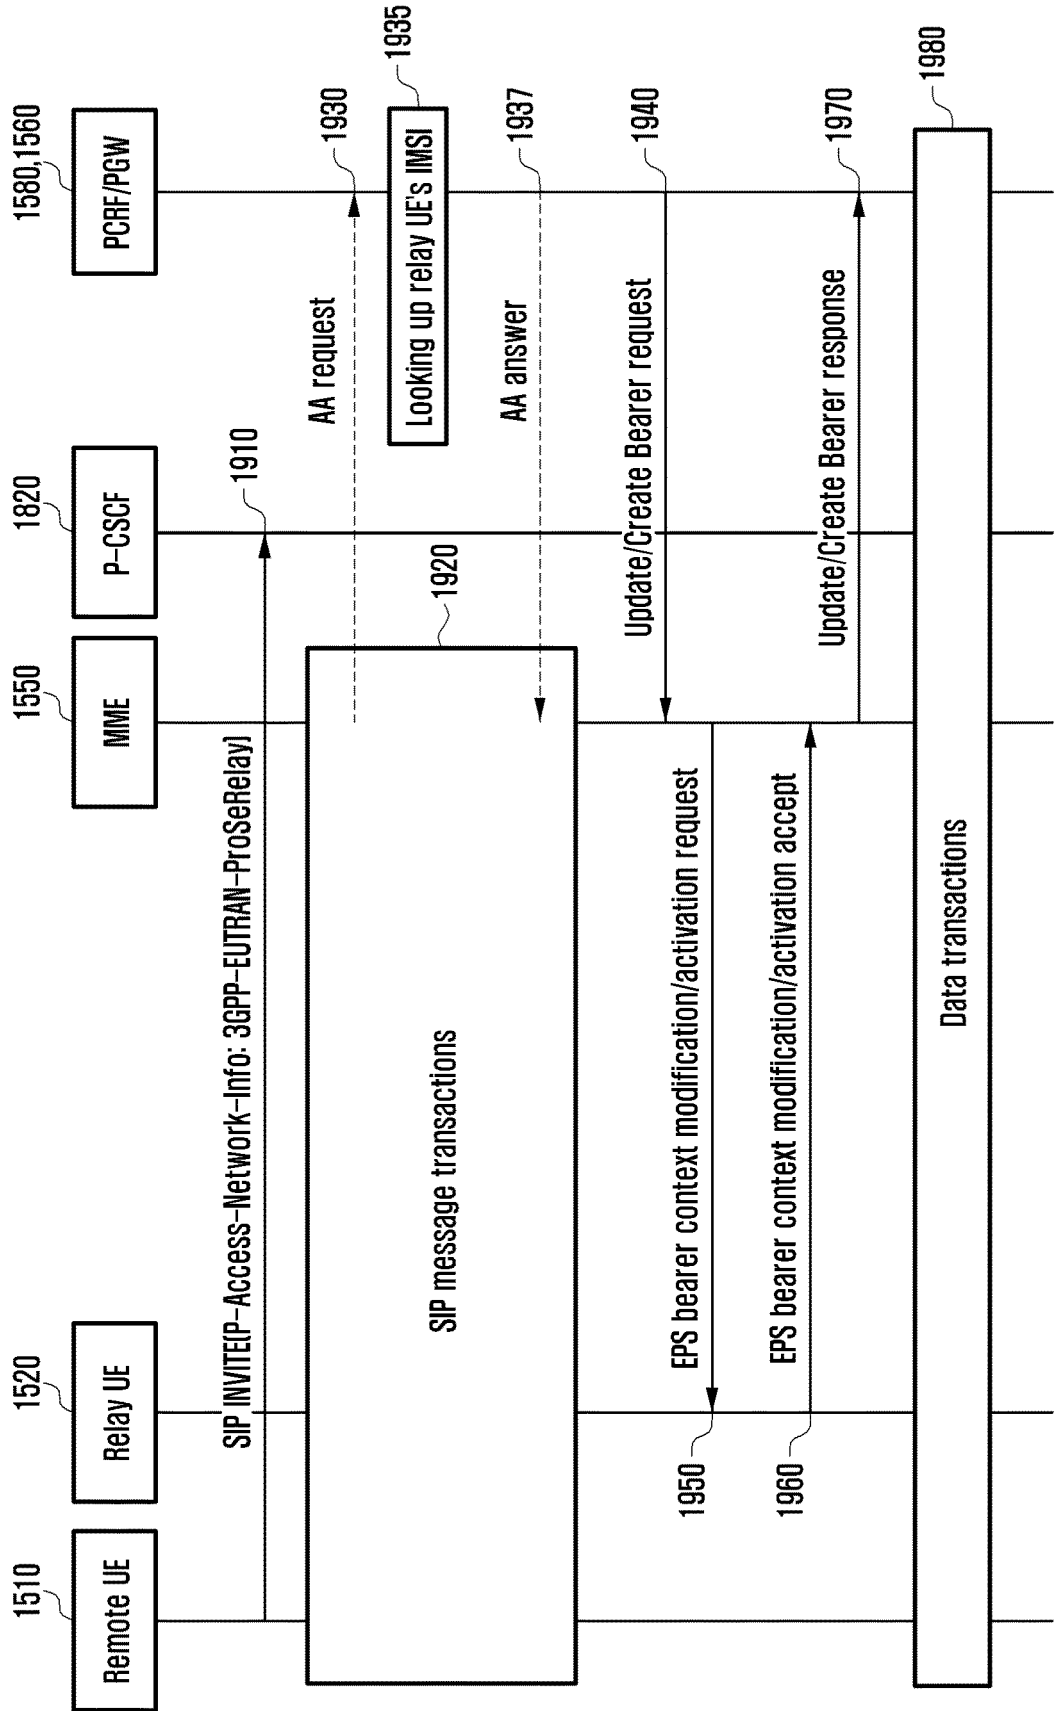 1510
1520
1550
1820
1580,1560
Remote UE
Relay UE
MME
P-CSCF
PCRF/PGW
SIP INVITE(P-Access-Network-Info: 3GPP-EUTRAN-ProSeRelay)
1910
AA request
1930
SIP message transactions
1920
Looking up relay UE's IMSI
1935
AA answer
1937
Update/Create Bearer request
1940
EPS bearer context modification/activation request
1950
EPS bearer context modification/activation accept
1960
Update/Create Bearer response
1970
Data transactions
1980